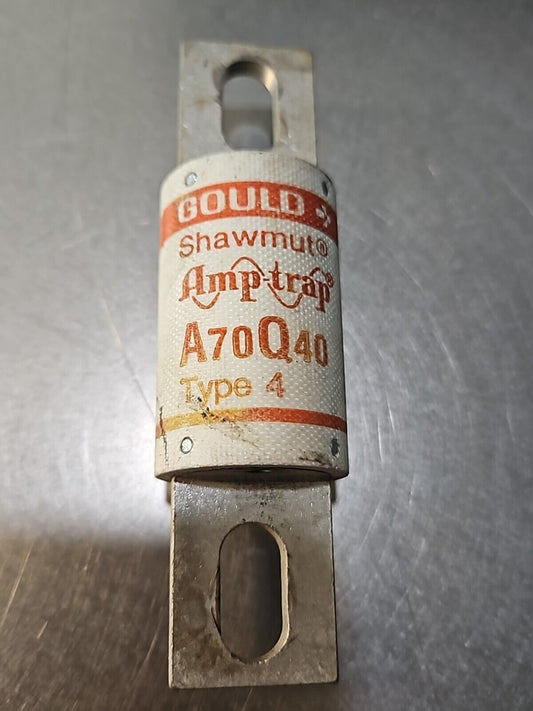 GOULD
Shawmut®
Amp-trap®
A70Q40
Type 4